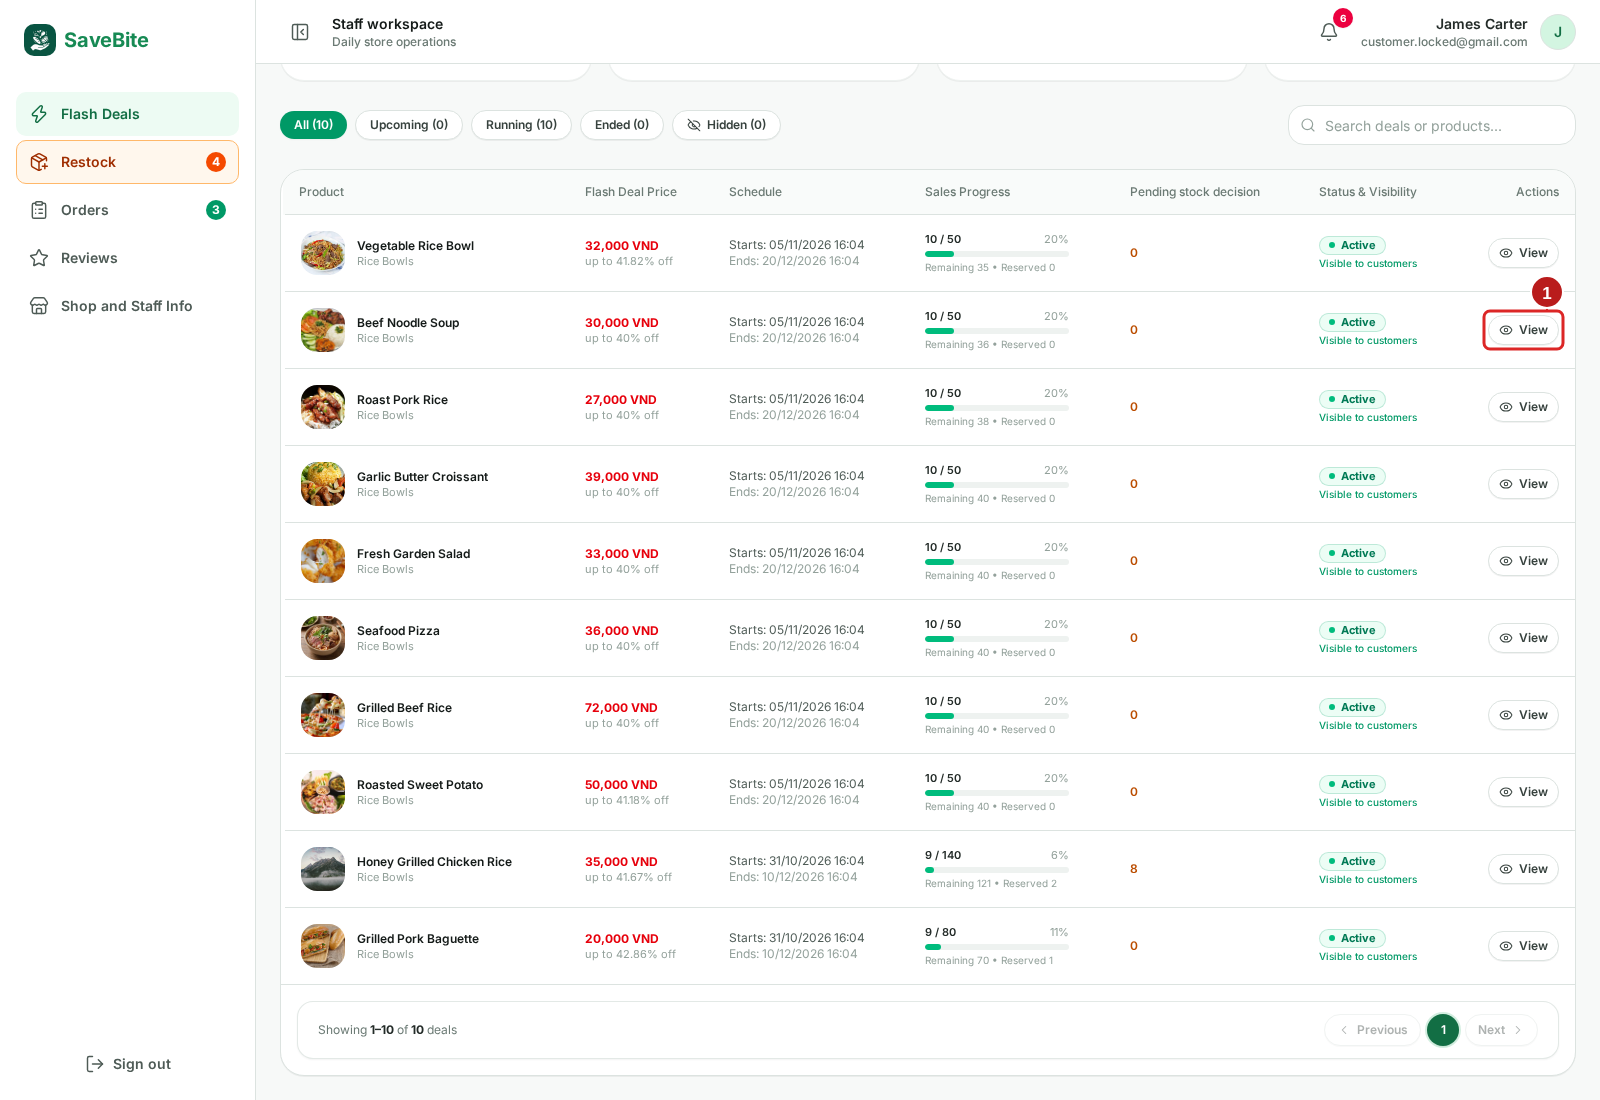 SaveBite
Staff workspace
Daily store operations
6
James Carter
customer.locked@gmail.com
J
Flash Deals
Restock 4
Orders 3
Reviews
Shop and Staff Info
Sign out
All (10) Upcoming (0) Running (10) Ended (0) Hidden (0)
Search deals or products...
Product Flash Deal Price Schedule Sales Progress Pending stock decision Status & Visibility Actions
Vegetable Rice Bowl 32,000 VND Starts: 05/11/2026 16:04 10 / 50 20% 0 Active View
Rice Bowls up to 41.82% off Ends: 20/12/2026 16:04 Remaining 35 • Reserved 0 Visible to customers
1
Beef Noodle Soup 30,000 VND Starts: 05/11/2026 16:04 10 / 50 20% 0 Active View
Rice Bowls up to 40% off Ends: 20/12/2026 16:04 Remaining 36 • Reserved 0 Visible to customers
Roast Pork Rice 27,000 VND Starts: 05/11/2026 16:04 10 / 50 20% 0 Active View
Rice Bowls up to 40% off Ends: 20/12/2026 16:04 Remaining 38 • Reserved 0 Visible to customers
Garlic Butter Croissant 39,000 VND Starts: 05/11/2026 16:04 10 / 50 20% 0 Active View
Rice Bowls up to 40% off Ends: 20/12/2026 16:04 Remaining 40 • Reserved 0 Visible to customers
Fresh Garden Salad 33,000 VND Starts: 05/11/2026 16:04 10 / 50 20% 0 Active View
Rice Bowls up to 40% off Ends: 20/12/2026 16:04 Remaining 40 • Reserved 0 Visible to customers
Seafood Pizza 36,000 VND Starts: 05/11/2026 16:04 10 / 50 20% 0 Active View
Rice Bowls up to 40% off Ends: 20/12/2026 16:04 Remaining 40 • Reserved 0 Visible to customers
Grilled Beef Rice 72,000 VND Starts: 05/11/2026 16:04 10 / 50 20% 0 Active View
Rice Bowls up to 40% off Ends: 20/12/2026 16:04 Remaining 40 • Reserved 0 Visible to customers
Roasted Sweet Potato 50,000 VND Starts: 05/11/2026 16:04 10 / 50 20% 0 Active View
Rice Bowls up to 41.18% off Ends: 20/12/2026 16:04 Remaining 40 • Reserved 0 Visible to customers
Honey Grilled Chicken Rice 35,000 VND Starts: 31/10/2026 16:04 9 / 140 6% 8 Active View
Rice Bowls up to 41.67% off Ends: 10/12/2026 16:04 Remaining 121 • Reserved 2 Visible to customers
Grilled Pork Baguette 20,000 VND Starts: 31/10/2026 16:04 9 / 80 11% 0 Active View
Rice Bowls up to 42.86% off Ends: 10/12/2026 16:04 Remaining 70 • Reserved 1 Visible to customers
Showing 1–10 of 10 deals Previous 1 Next